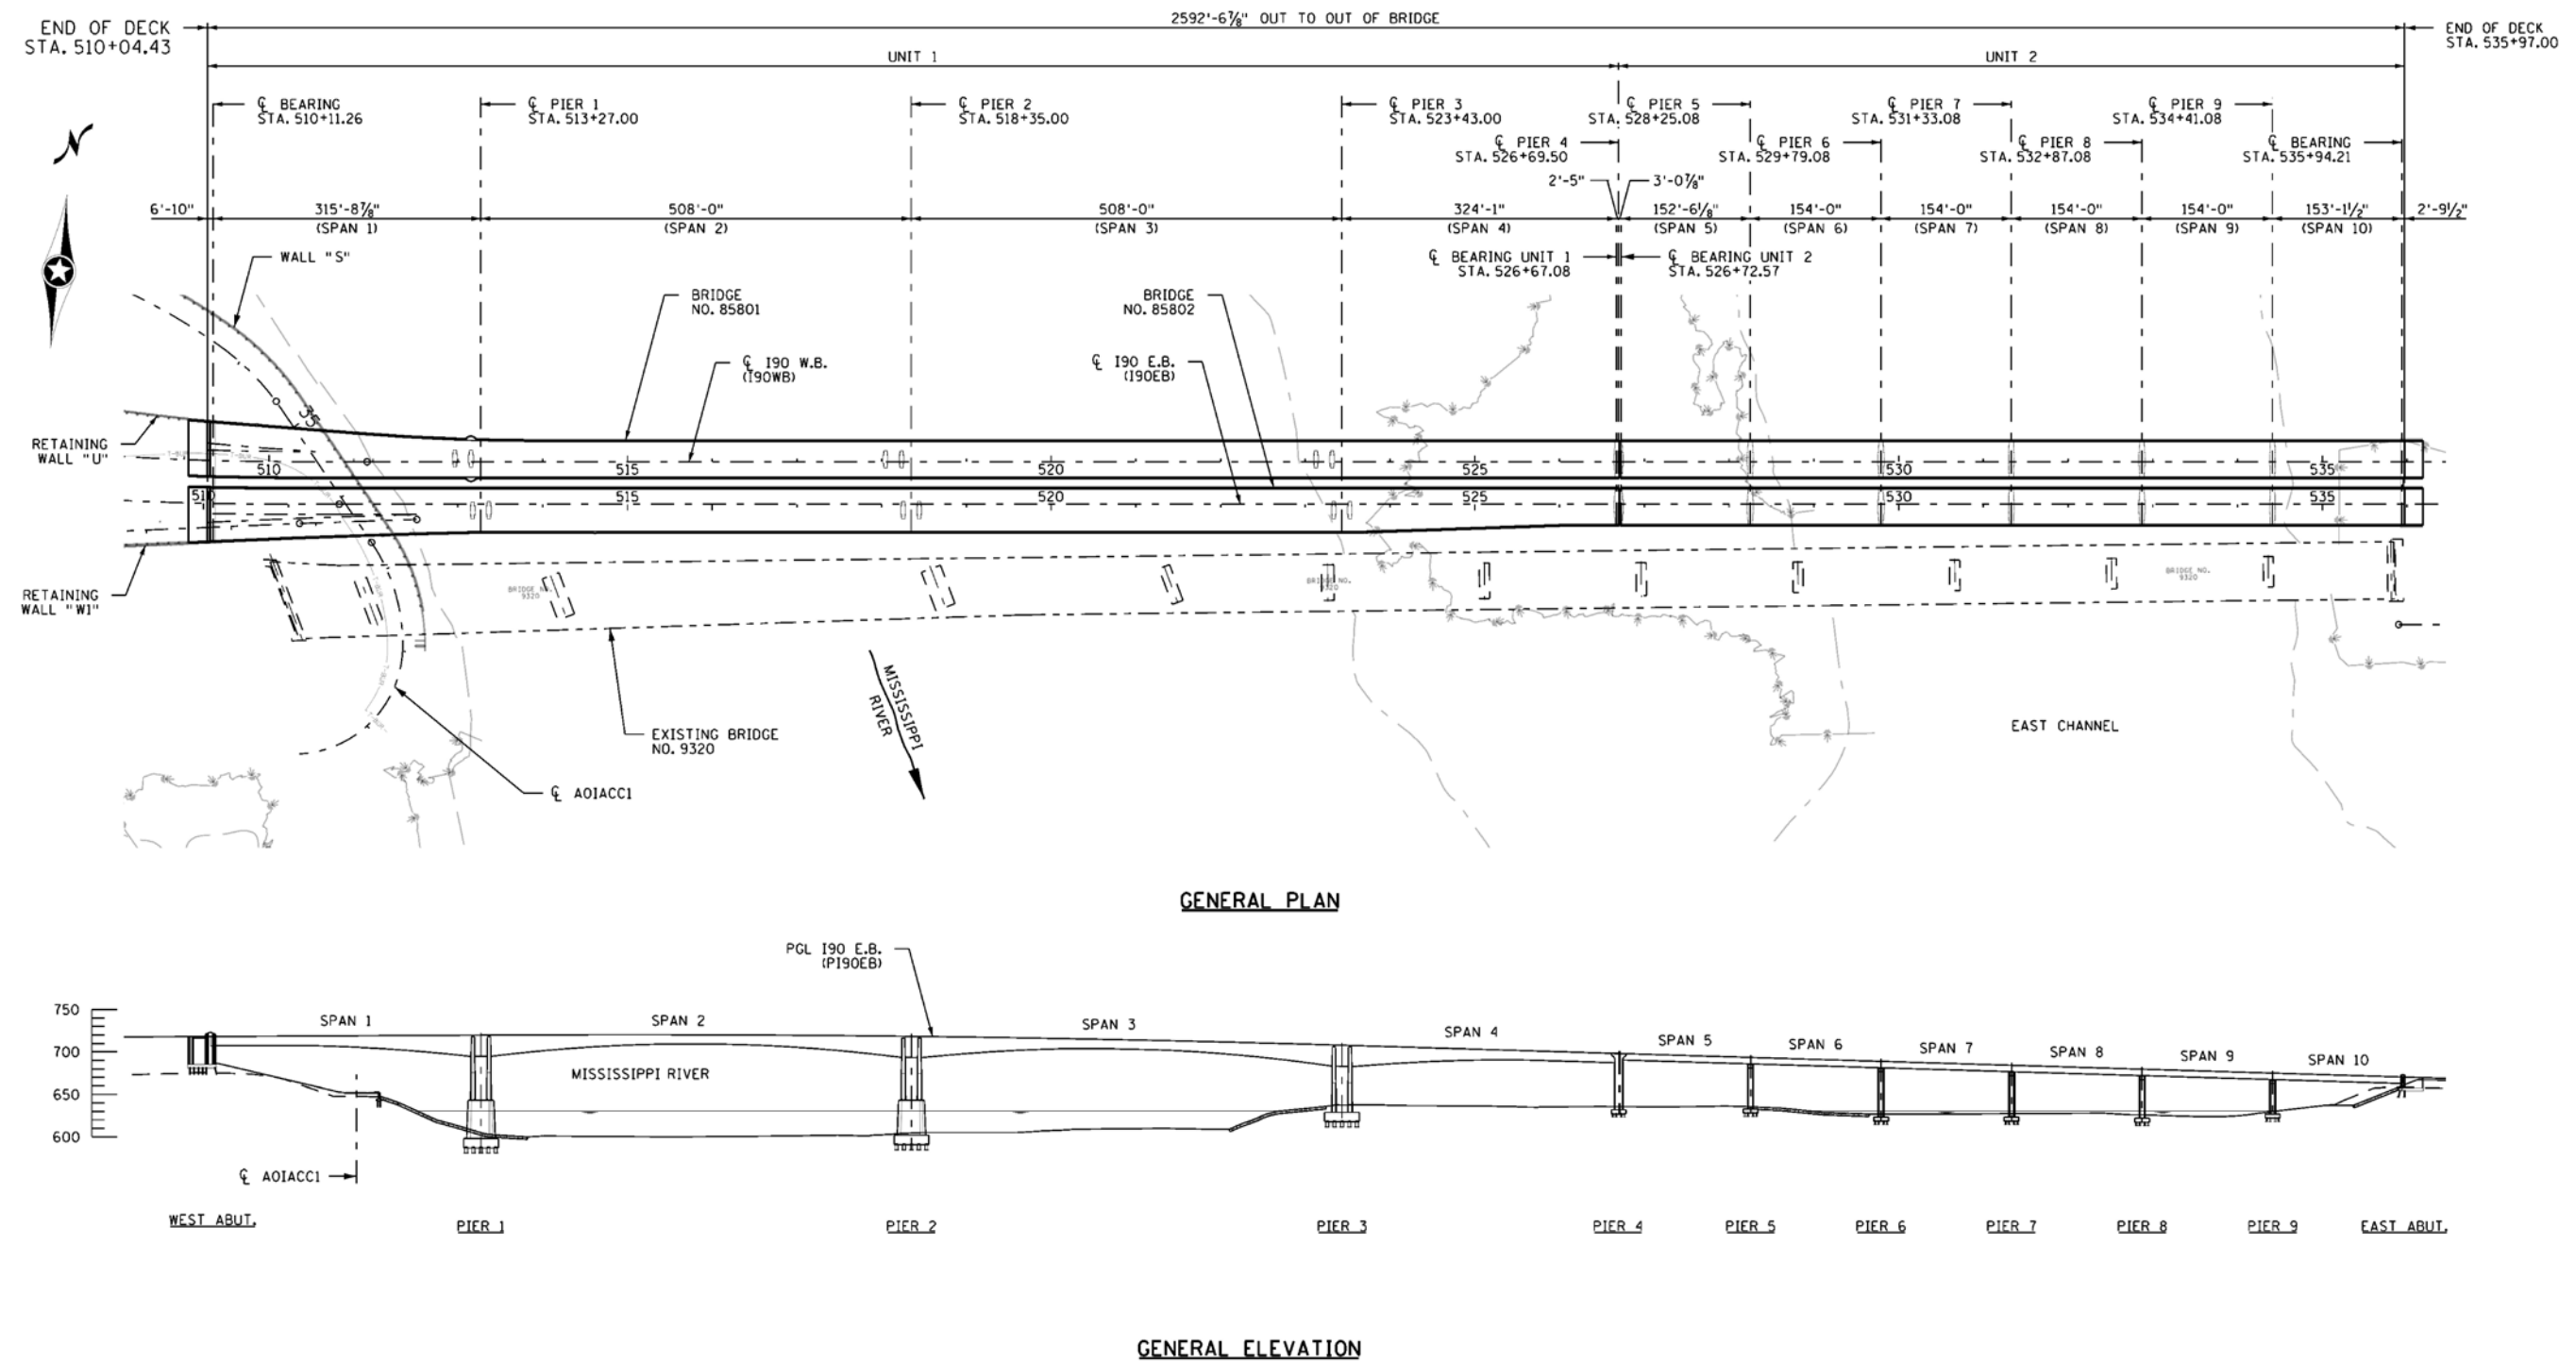 2592'-6⅞" OUT TO OUT OF BRIDGE
END OF DECK
STA. 510+04.43
END OF DECK
STA. 535+97.00
UNIT 1
UNIT 2
℄ BEARING
STA. 510+11.26
℄ PIER 1
STA. 513+27.00
℄ PIER 2
STA. 518+35.00
℄ PIER 3
STA. 523+43.00
℄ PIER 4
STA. 526+69.50
℄ PIER 5
STA. 528+25.08
℄ PIER 6
STA. 529+79.08
℄ PIER 7
STA. 531+33.08
℄ PIER 8
STA. 532+87.08
℄ PIER 9
STA. 534+41.08
℄ BEARING
STA. 535+94.21
N
2'-5"
3'-0⅞"
6'-10"
315'-8⅞"
(SPAN 1)
508'-0"
(SPAN 2)
508'-0"
(SPAN 3)
324'-1"
(SPAN 4)
152'-6⅛"
(SPAN 5)
154'-0"
(SPAN 6)
154'-0"
(SPAN 7)
154'-0"
(SPAN 8)
154'-0"
(SPAN 9)
153'-1½"
(SPAN 10)
2'-9½"
WALL "S"
℄ BEARING UNIT 1
STA. 526+67.08
℄ BEARING UNIT 2
STA. 526+72.57
BRIDGE
NO. 85801
BRIDGE
NO. 85802
℄ I90 W.B.
(I90WB)
℄ I90 E.B.
(I90EB)
35
RETAINING
WALL "U"
510
515
520
525
530
535
510
515
520
525
530
535
RETAINING
WALL "W1"
BRIDGE NO.
9320
BRIDGE NO.
9320
BRIDGE NO.
9320
MISSISSIPPI
RIVER
EXISTING BRIDGE
NO. 9320
EAST CHANNEL
℄ AOIACC1
GENERAL PLAN
PGL I90 E.B.
(PI90EB)
750
700
650
600
SPAN 1
SPAN 2
SPAN 3
SPAN 4
SPAN 5
SPAN 6
SPAN 7
SPAN 8
SPAN 9
SPAN 10
MISSISSIPPI RIVER
℄ AOIACC1
WEST ABUT.
PIER 1
PIER 2
PIER 3
PIER 4
PIER 5
PIER 6
PIER 7
PIER 8
PIER 9
EAST ABUT.
GENERAL ELEVATION